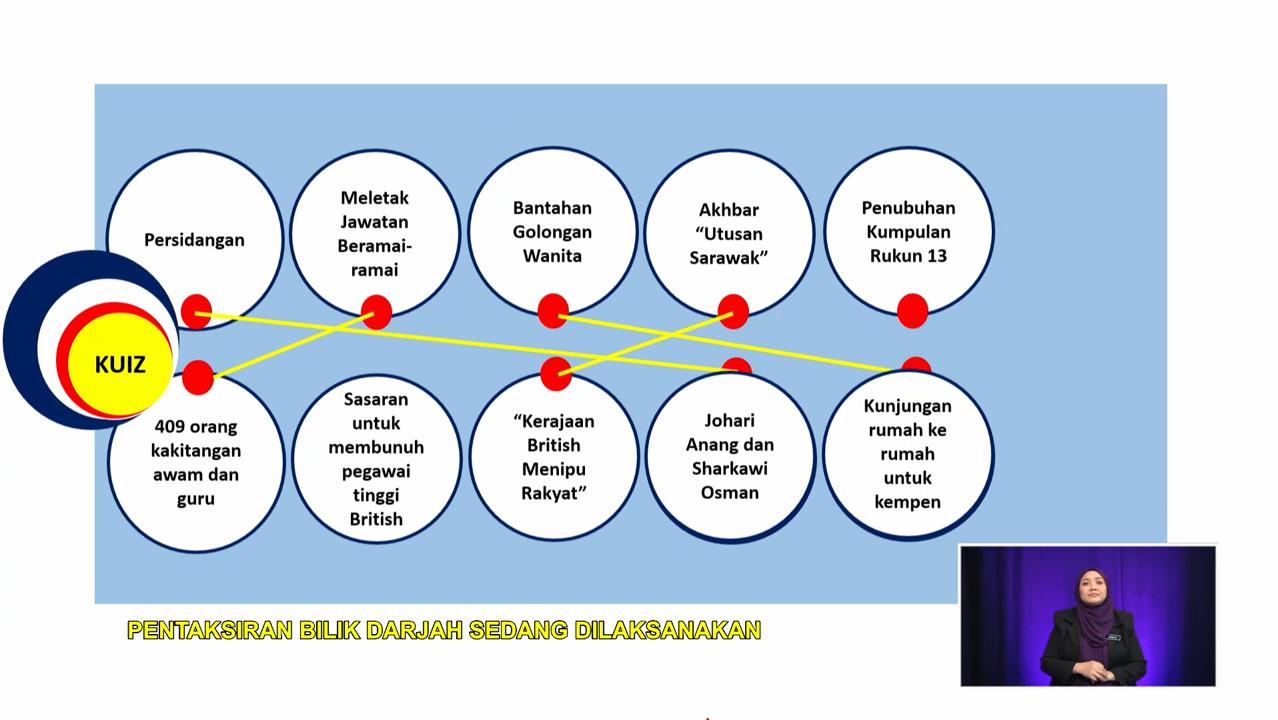 Persidangan
Meletak
Jawatan
Beramai-
ramai
Bantahan
Golongan
Wanita
Akhbar
“Utusan
Sarawak”
Penubuhan
Kumpulan
Rukun 13
KUIZ
409 orang
kakitangan
awam dan
guru
Sasaran
untuk
membunuh
pegawai
tinggi
British
“Kerajaan
British
Menipu
Rakyat”
Johari
Anang dan
Sharkawi
Osman
Kunjungan
rumah ke
rumah
untuk
kempen
PENTAKSIRAN BILIK DARJAH SEDANG DILAKSANAKAN